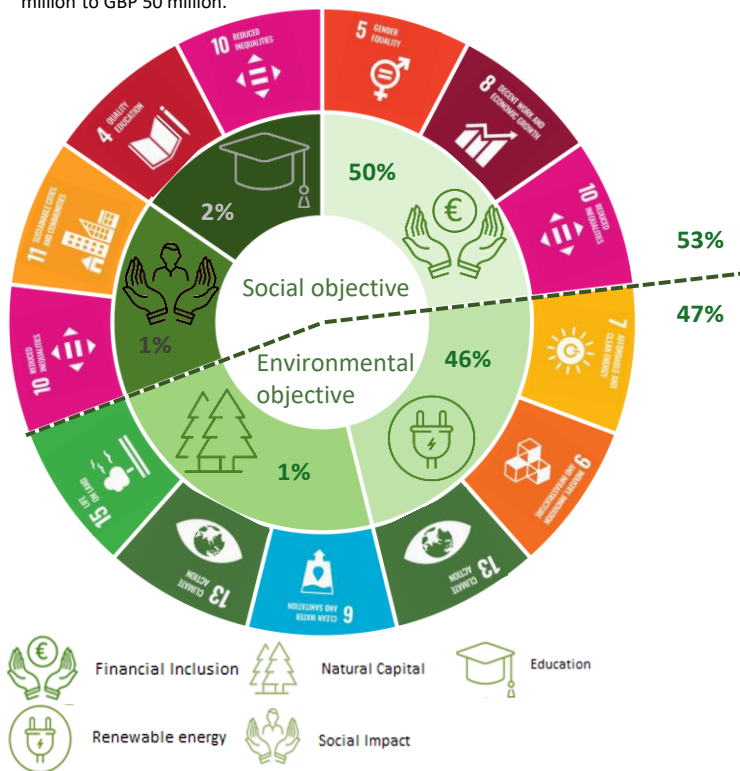 million to GBP 50 million.
10 REDUCED
INEQUALITIES
5 GENDER
EQUALITY
4 QUALITY
EDUCATION
8 DECENT WORK AND
ECONOMIC GROWTH
50%
2%
11 SUSTAINABLE CITIES
AND COMMUNITIES
10 REDUCED
INEQUALITIES
53%
Social objective
47%
1%
10 REDUCED
INEQUALITIES
7 AFFORDABLE AND
CLEAN ENERGY
Environmental
objective
46%
1%
15 LIFE
ON LAND
9 INDUSTRY, INNOVATION
AND INFRASTRUCTURE
13 CLIMATE
ACTION
6 CLEAN WATER
AND SANITATION
13 CLIMATE
ACTION
Financial Inclusion
Natural Capital
Education
Renewable energy
Social Impact